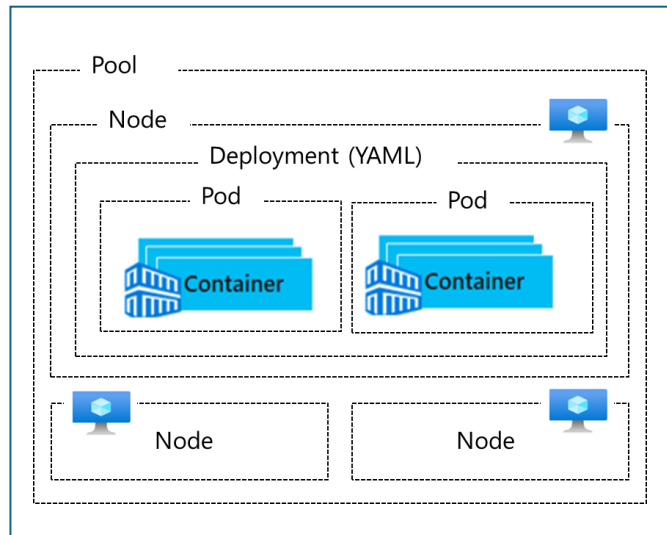 Pool
Node
Deployment (YAML)
Pod
Pod
Container
Container
Node
Node